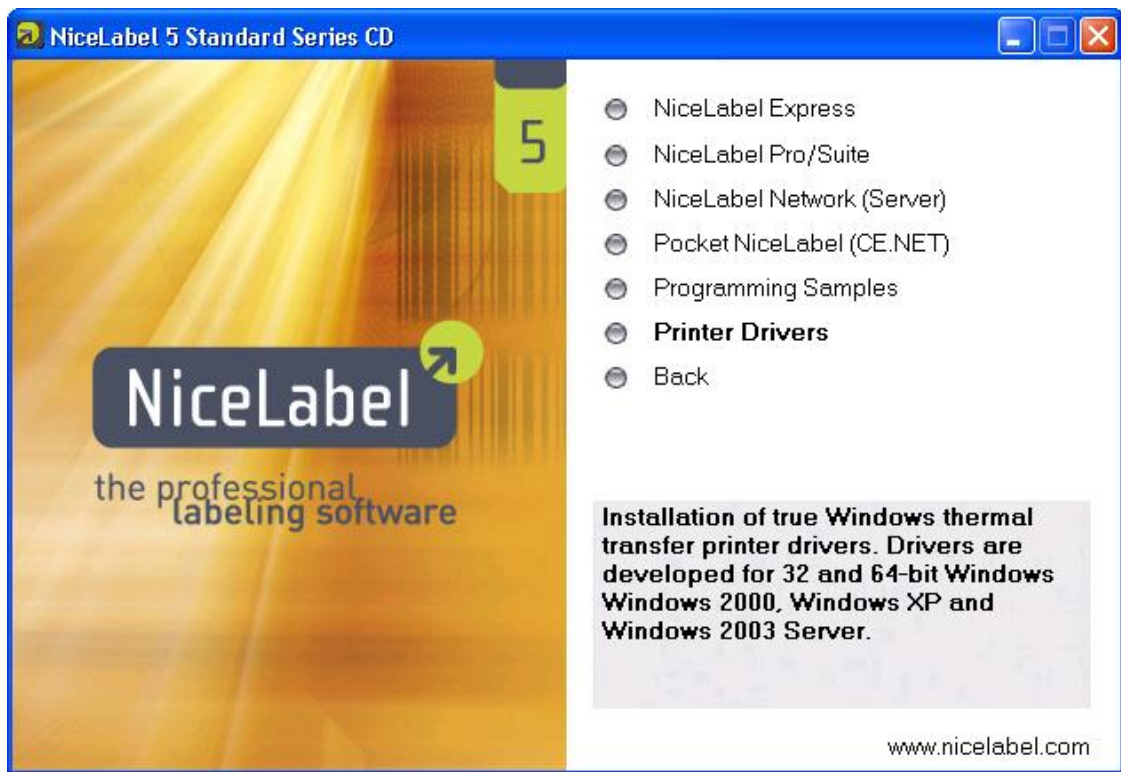 NiceLabel 5 Standard Series CD
5
NiceLabel
the professional
labeling software
NiceLabel Express
NiceLabel Pro/Suite
NiceLabel Network (Server)
Pocket NiceLabel (CE.NET)
Programming Samples
Printer Drivers
Back
Installation of true Windows thermal
transfer printer drivers. Drivers are
developed for 32 and 64-bit Windows
Windows 2000, Windows XP and
Windows 2003 Server.
www.nicelabel.com